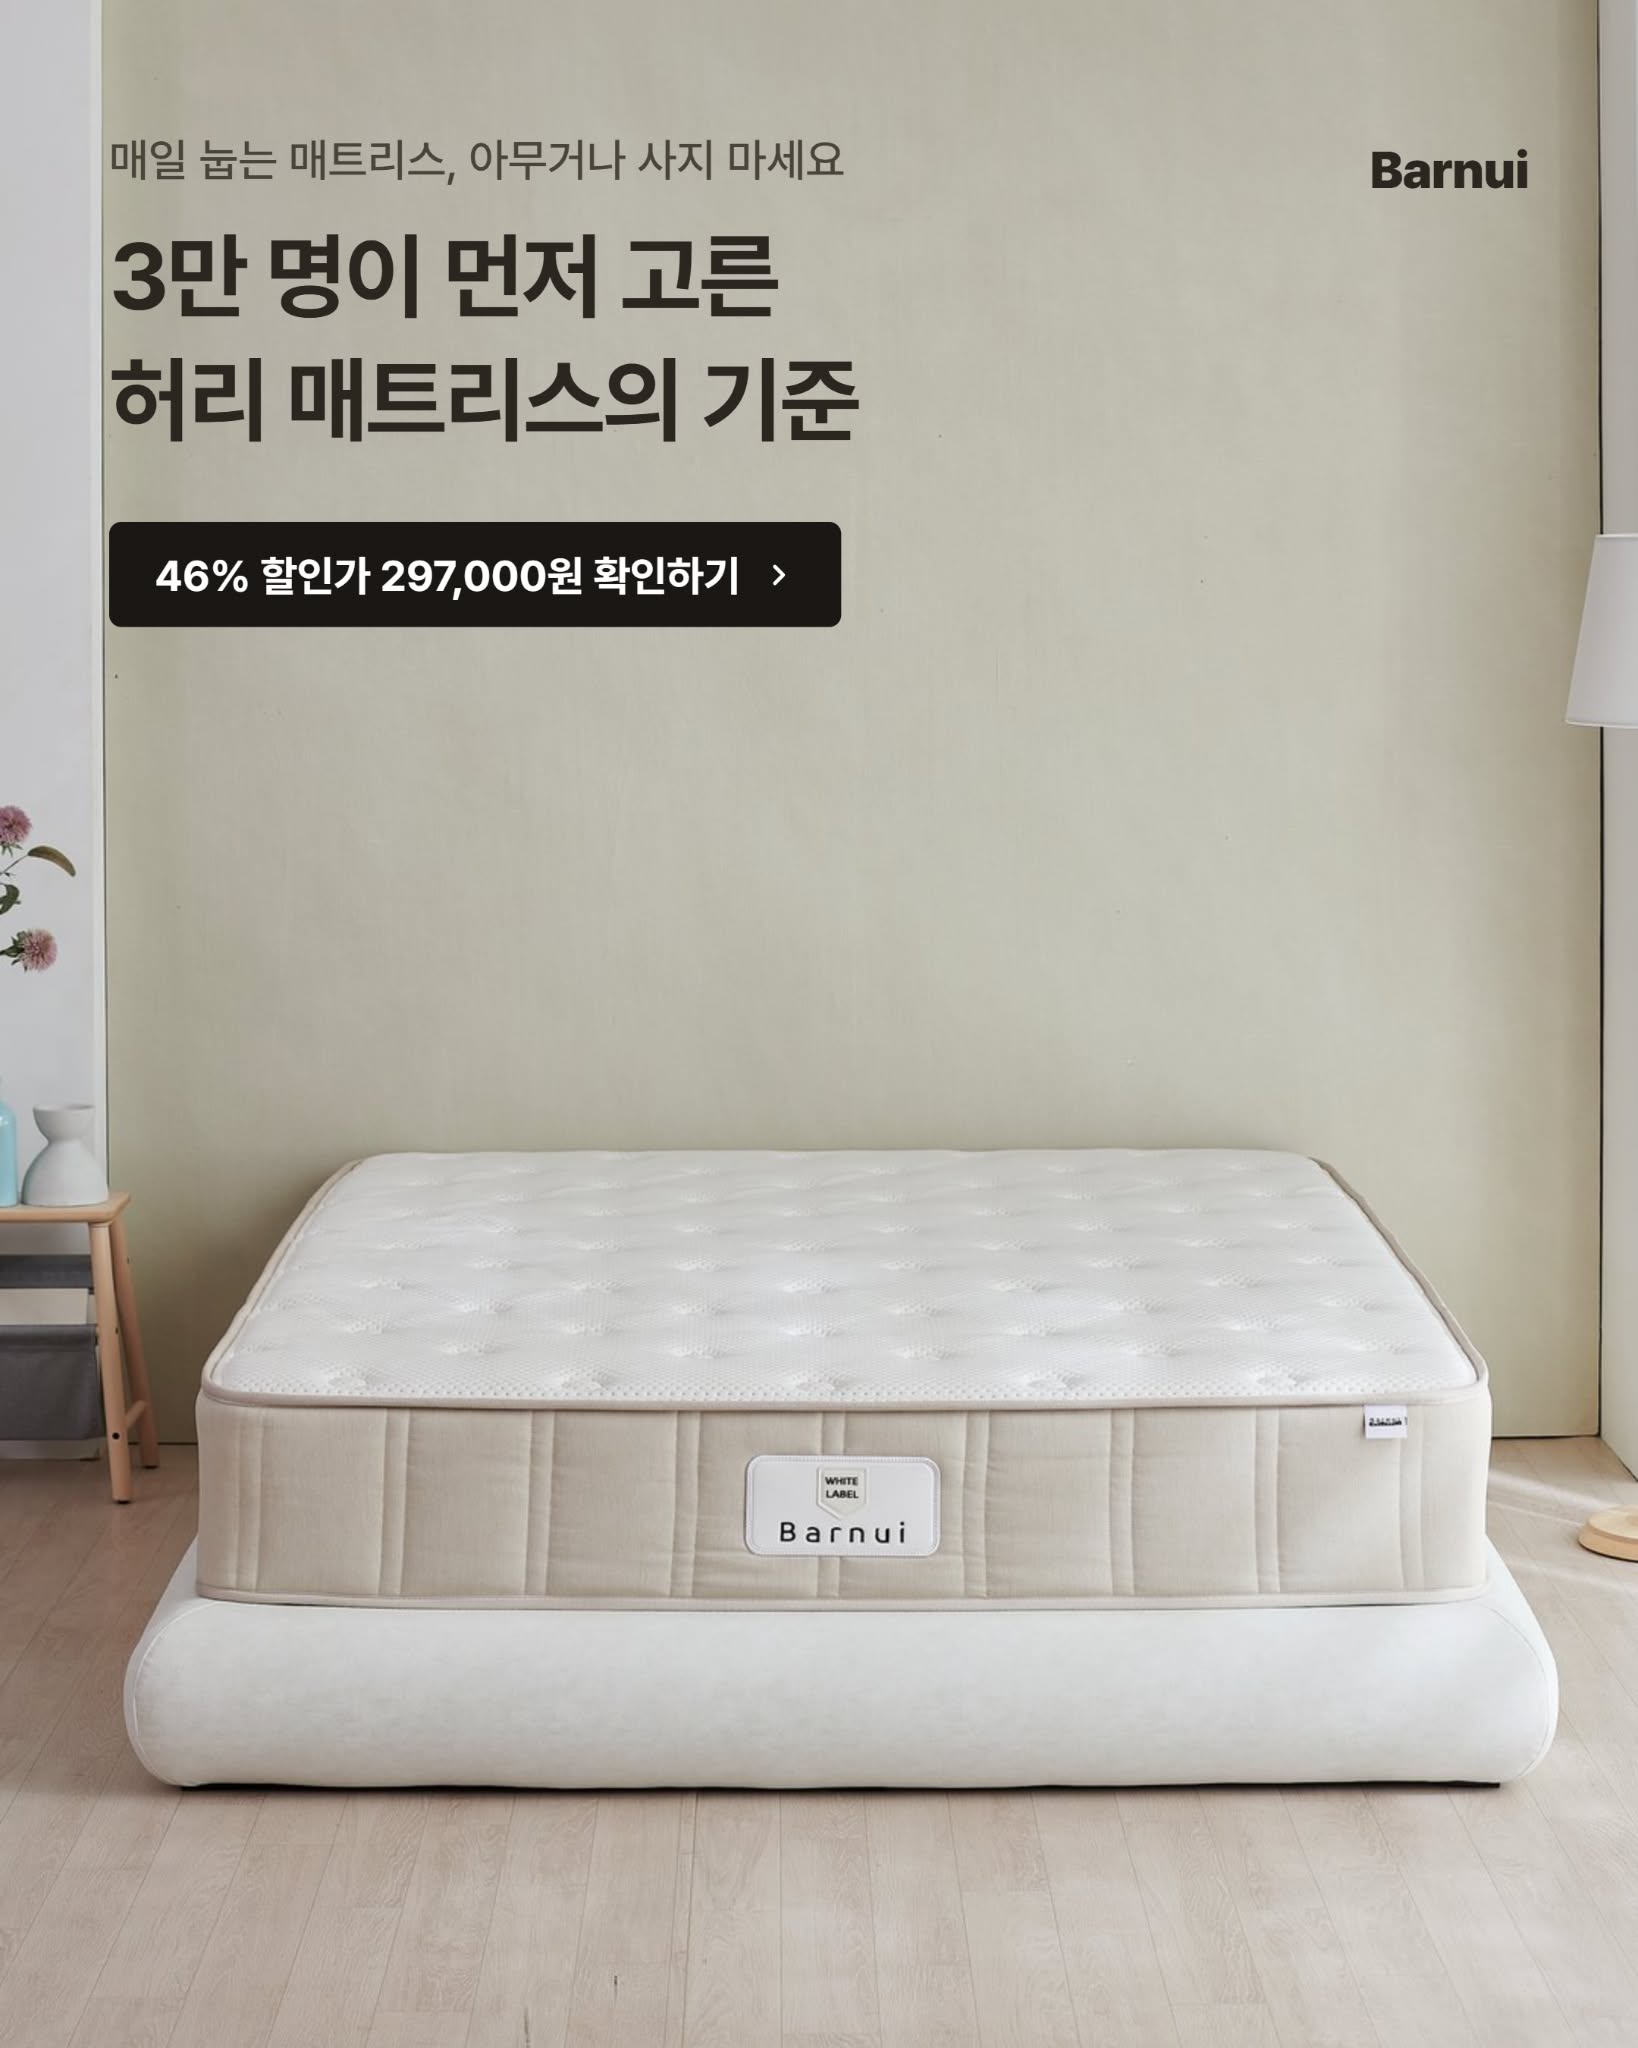 매일 눕는 매트리스, 아무거나 사지 마세요
Barnui
3만 명이 먼저 고른
허리 매트리스의 기준
46% 할인가 297,000원 확인하기
WHITE
LABEL
Barnui